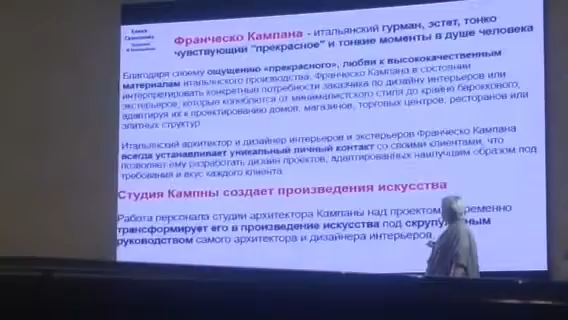 Франческо Кампана - итальянский гурман, эстет, тонко
чувствующий "прекрасное" и тонкие моменты в душе человека
Благодаря своему ощущению «прекрасного», любви к высококачественным
материалам итальянского производства, Франческо Кампана в состоянии
интерпретировать конкретные потребности заказчика по дизайну интерьеров или
экстерьеров, которые колеблются от минималистского стиля до крайне бароккового,
адаптируя их к проектированию домов, магазинов, торговых центров, ресторанов или
элитных структур
Итальянский архитектор и дизайнер интерьеров и экстерьеров Франческо Кампана
всегда устанавливает уникальный личный контакт со своими клиентами, что
позволяет ему разработать дизайн проектов, адаптированных наилучшим образом под
требования и вкус каждого клиента
Студия Кампны создает произведения искусства
Работа персонала студии архитектора Кампаны над проектом
трансформирует его в произведение искусства под
руководством самого архитектора и дизайнера интерьеров